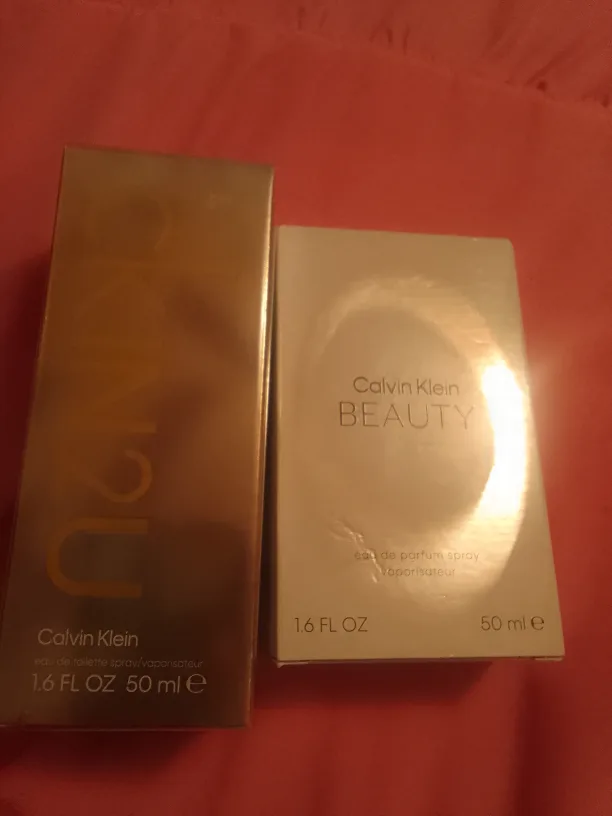 Calvin Klein
eau de toilette spray/vaporisateur
1.6 FL OZ 50 ml ℮
Calvin Klein
BEAUTY
eau de parfum spray
vaporisateur
1.6 FL OZ 50 ml ℮